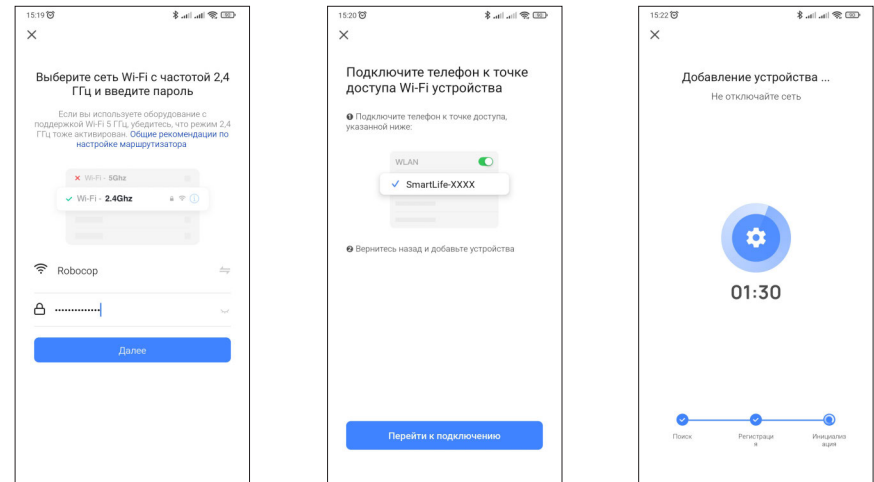 15:19
Выберите сеть Wi-Fi с частотой 2,4
ГГц и введите пароль
Если вы используете оборудование с
поддержкой Wi-Fi 5 ГГц, убедитесь, что режим 2,4
ГГц тоже активирован. Общие рекомендации по
настройке маршрутизатора
Wi-Fi - 5Ghz
Wi-Fi - 2.4Ghz
Robocop
••••••••••••••
Далее
15:20
Подключите телефон к точке
доступа Wi-Fi устройства
❶ Подключите телефон к точке доступа,
указанной ниже:
WLAN
SmartLife-XXXX
❷ Вернитесь назад и добавьте устройства
Перейти к подключению
15:22
Добавление устройства ...
Не отключайте сеть
01:30
Поиск
Регистраци
я
Инициализ
ация